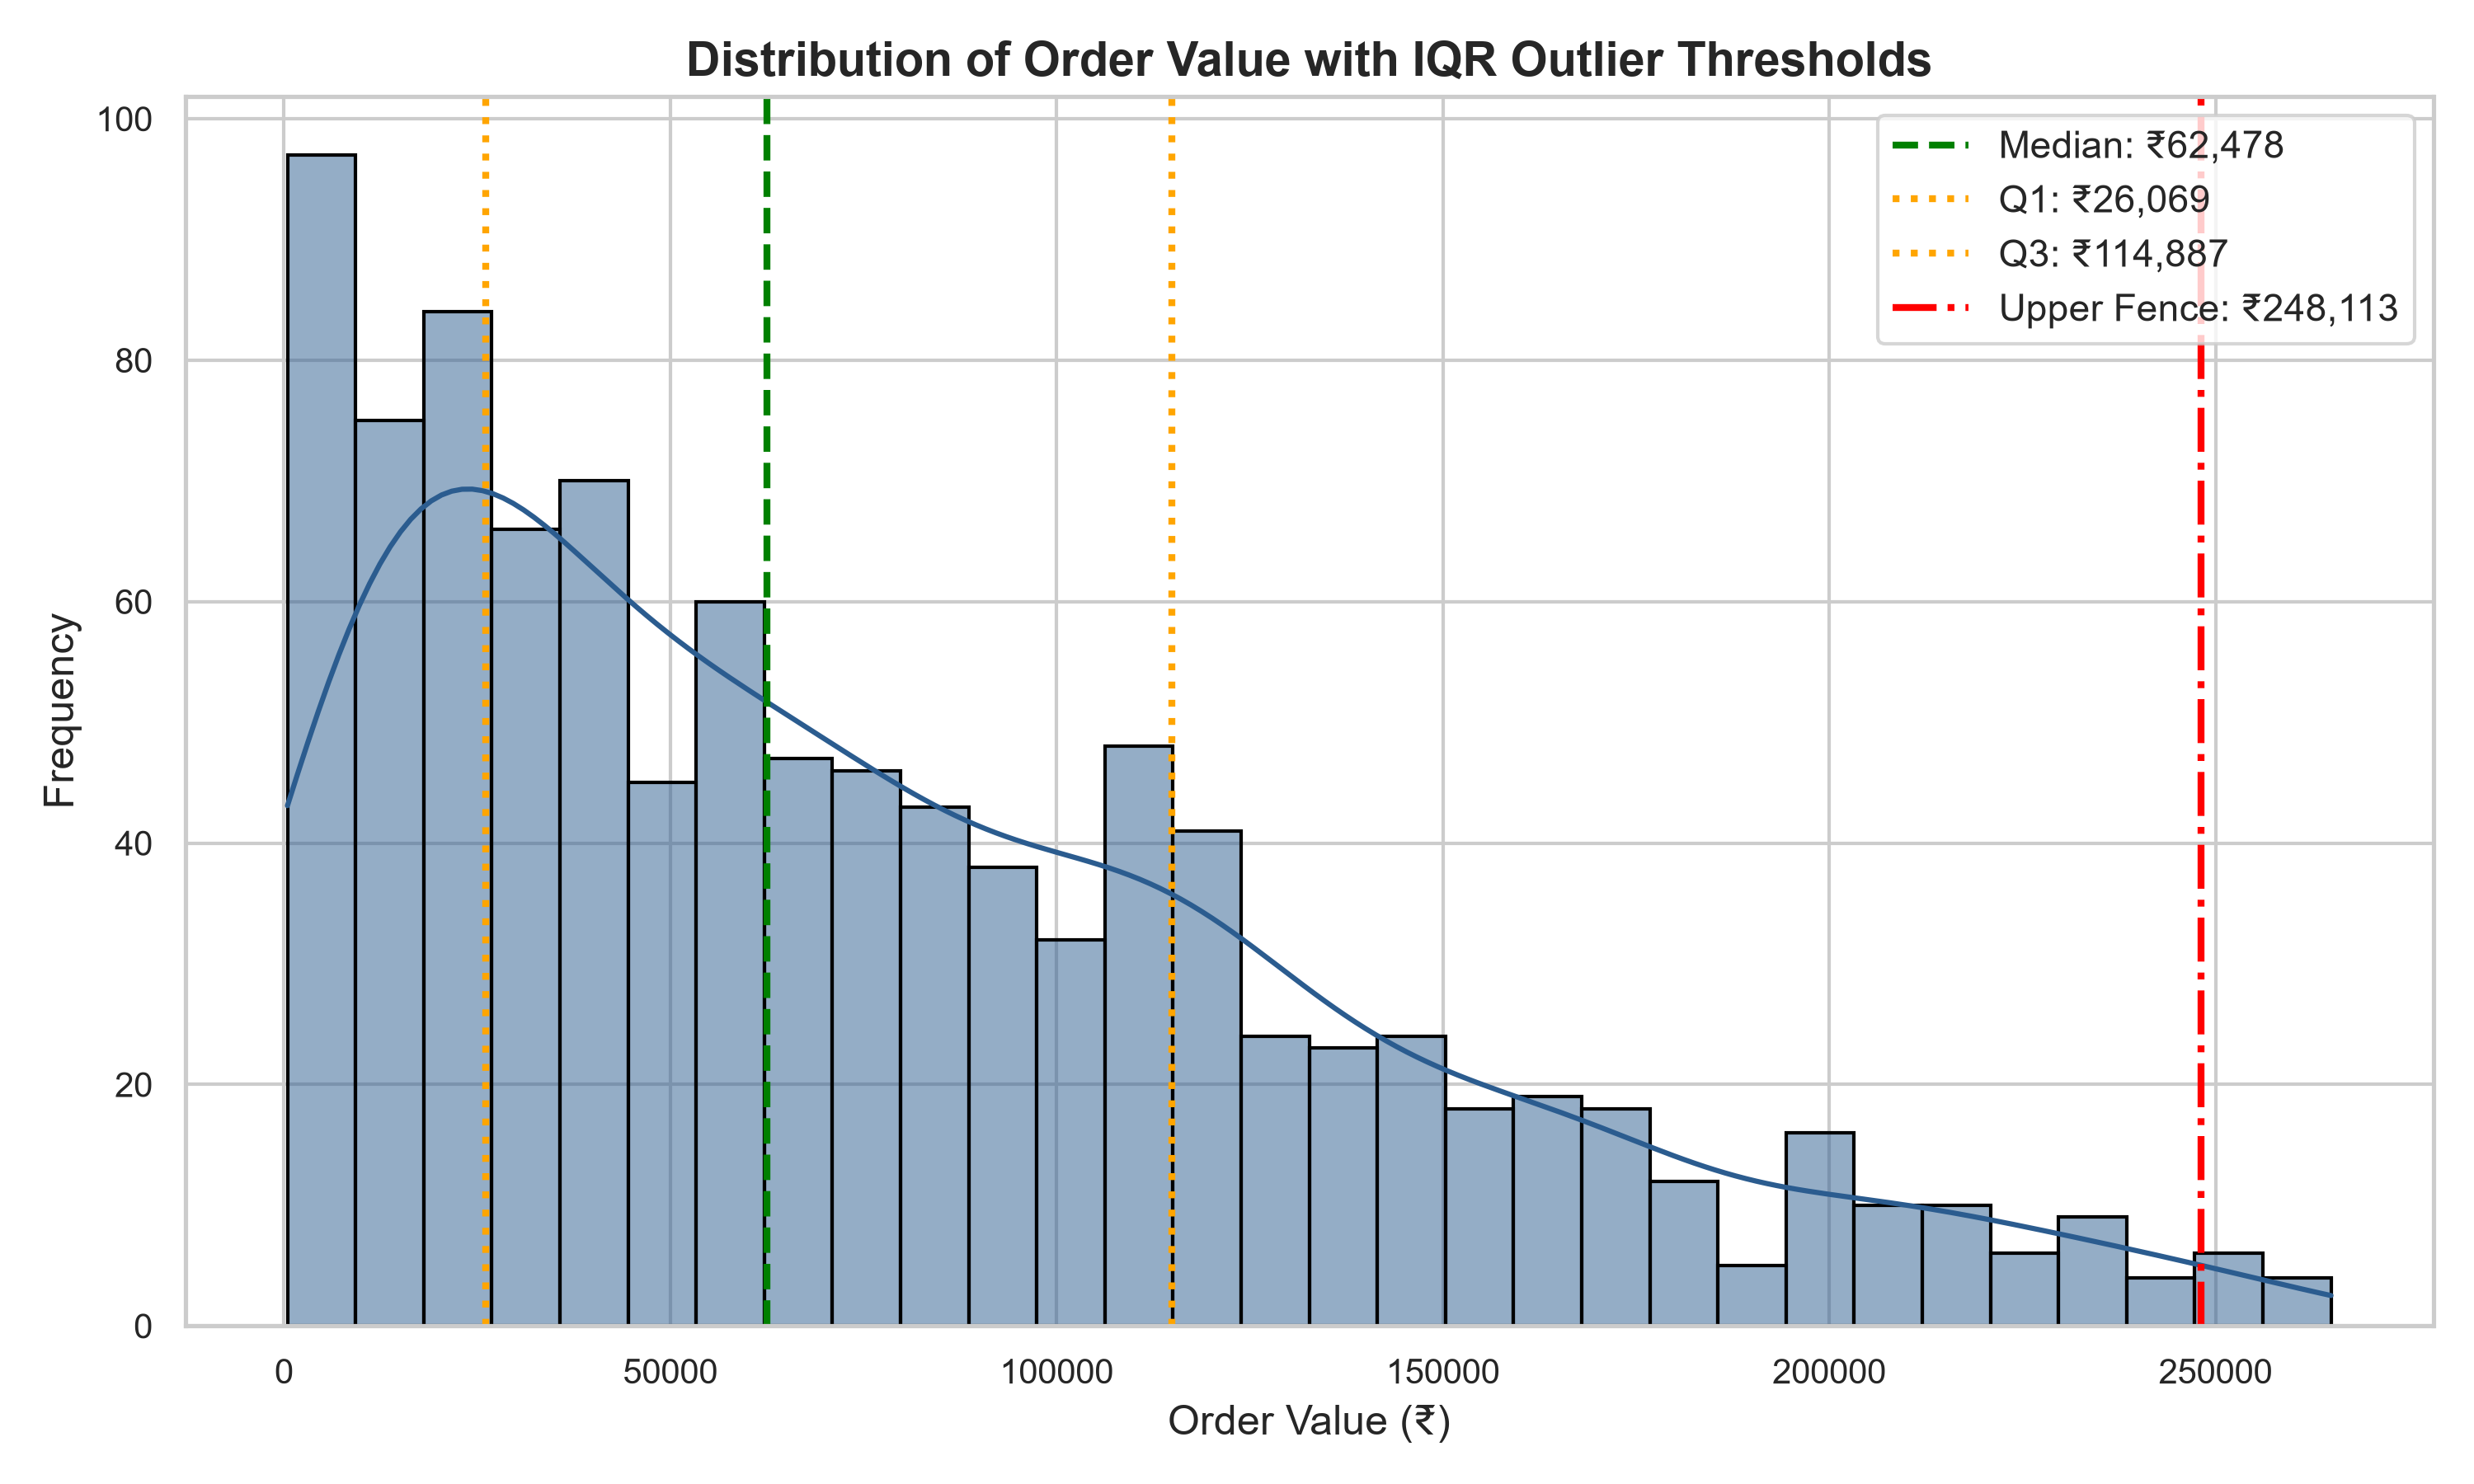 Distribution of Order Value with IQR Outlier Thresholds
Median: ₹62,478
Q1: ₹26,069
Q3: ₹114,887
Upper Fence: ₹248,113
Frequency
100
80
60
40
20
0
0 50000 100000 150000 200000 250000
Order Value (₹)